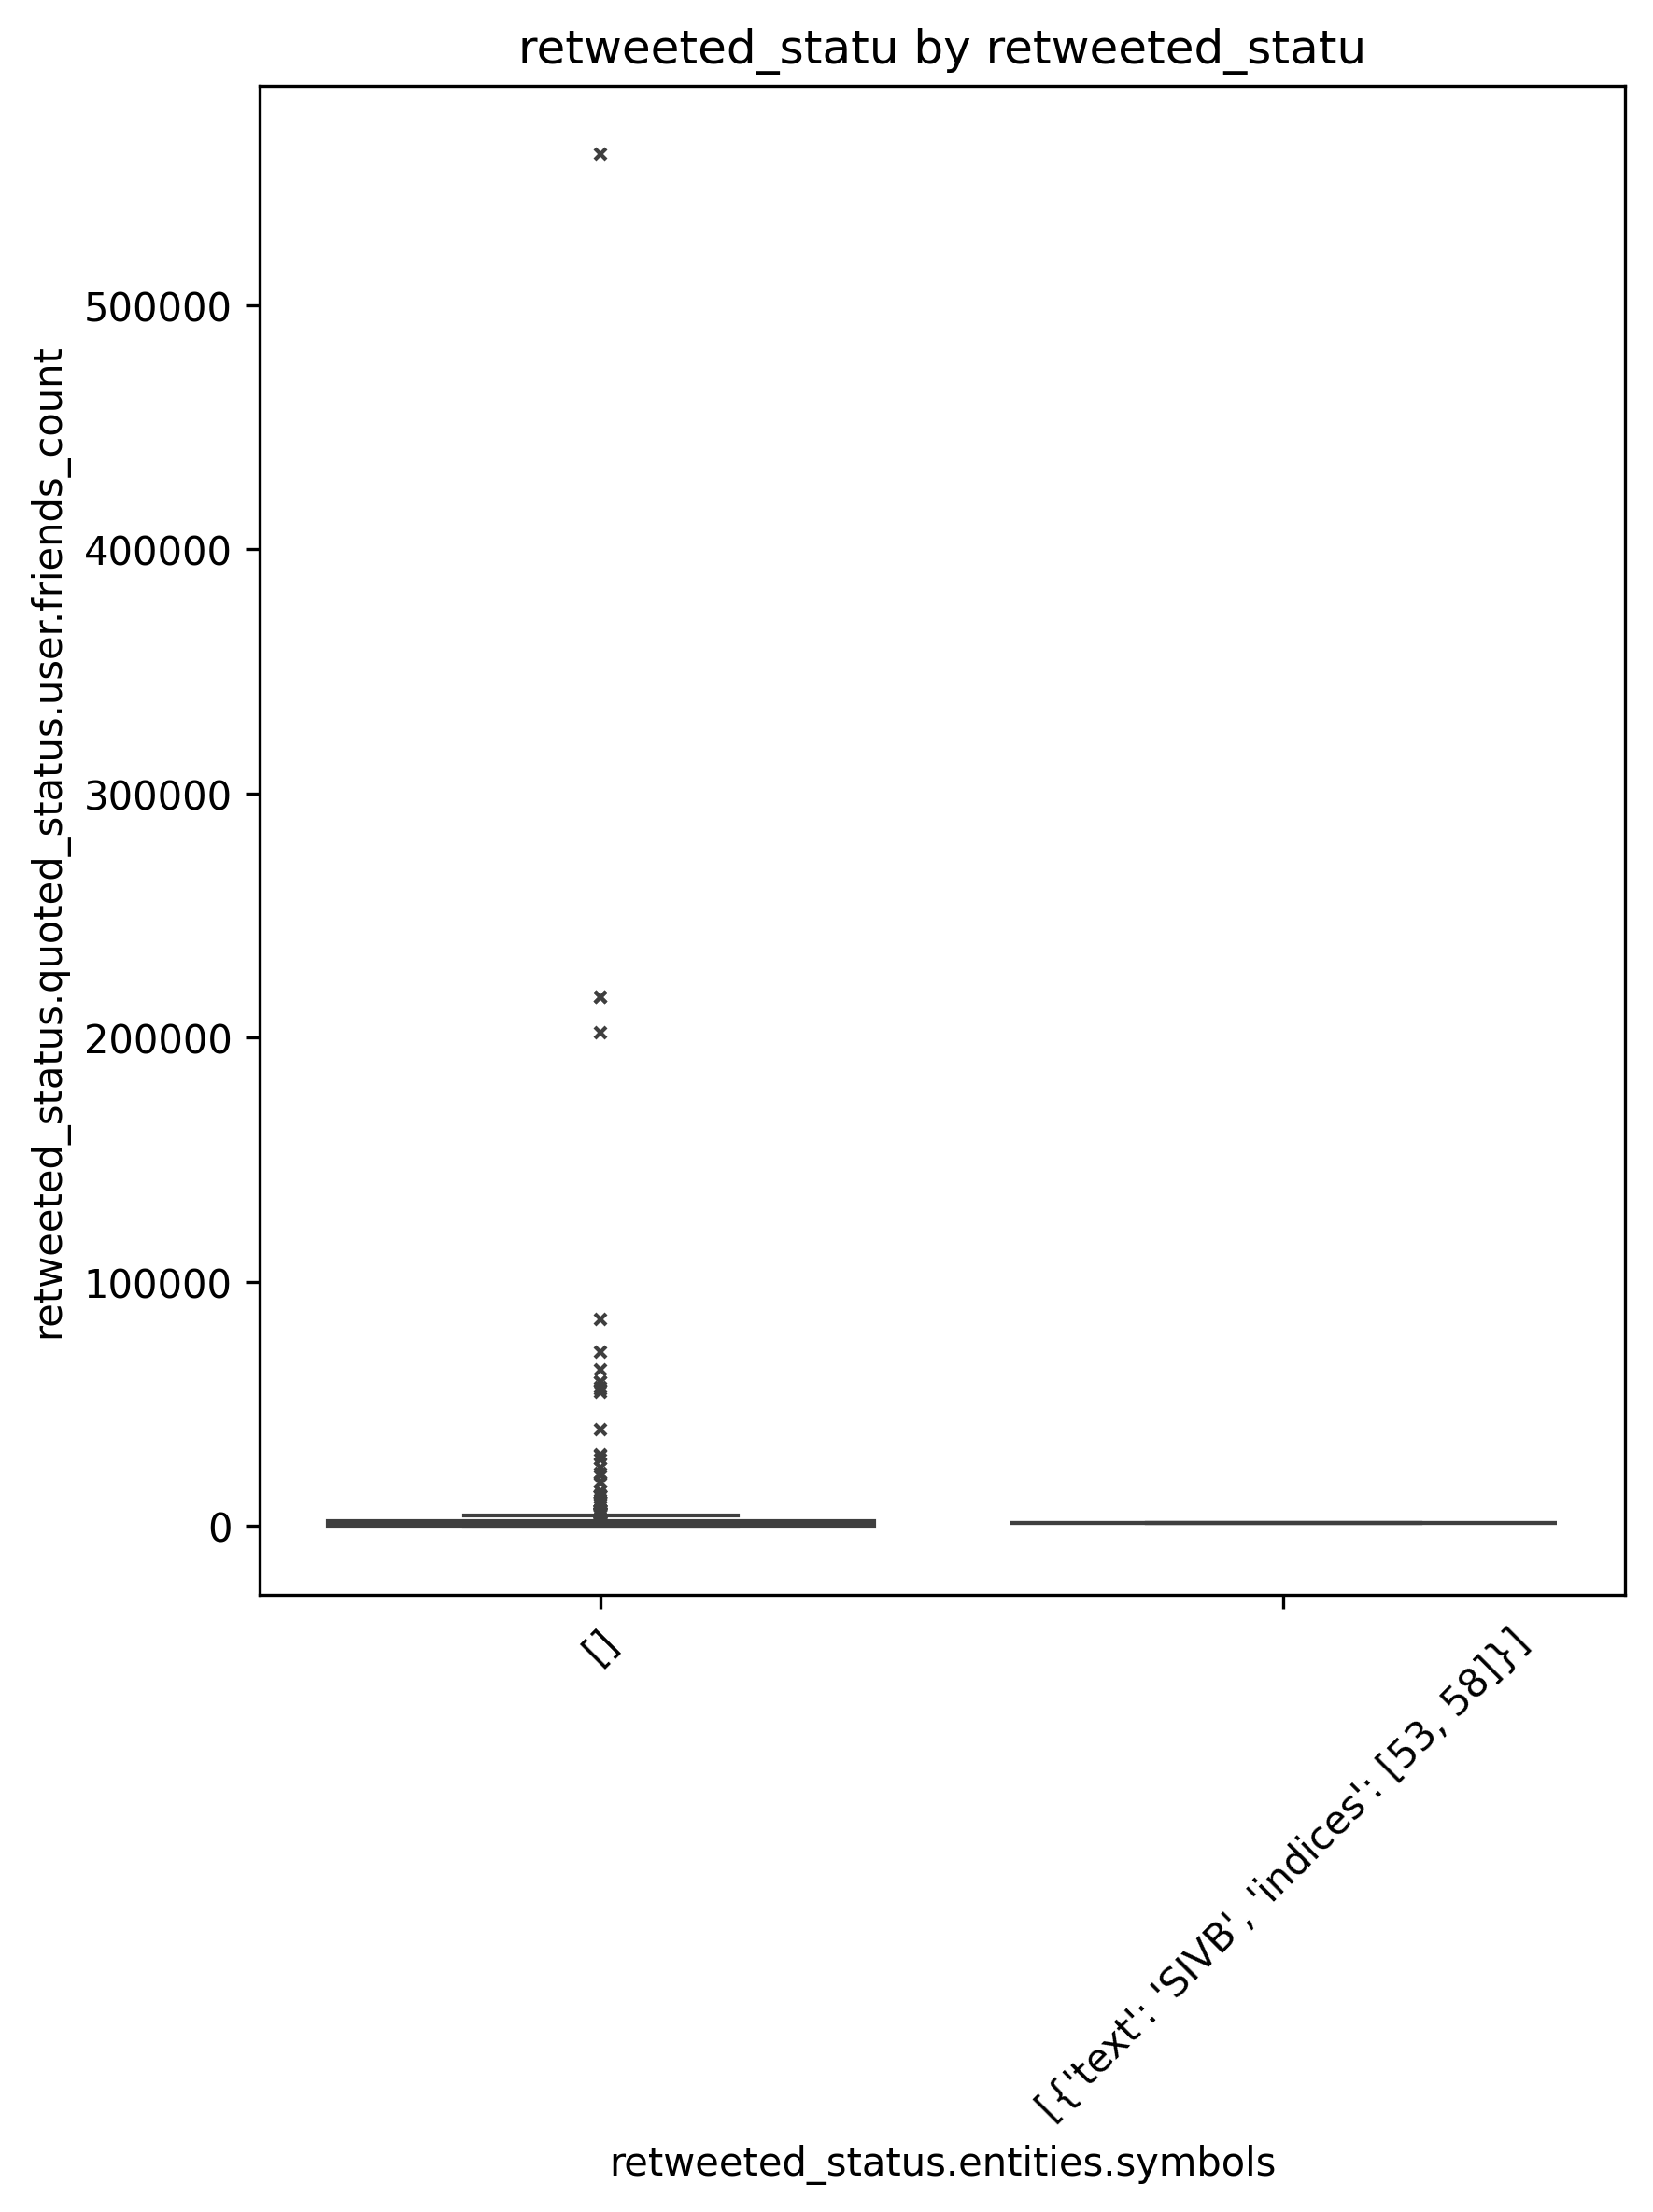 retweeted_statu by retweeted_statu
retweeted_status.quoted_status.user.friends_count
500000
400000
300000
200000
100000
0
[]
[{'text': 'SIVB', 'indices': [53, 58]}]
retweeted_status.entities.symbols